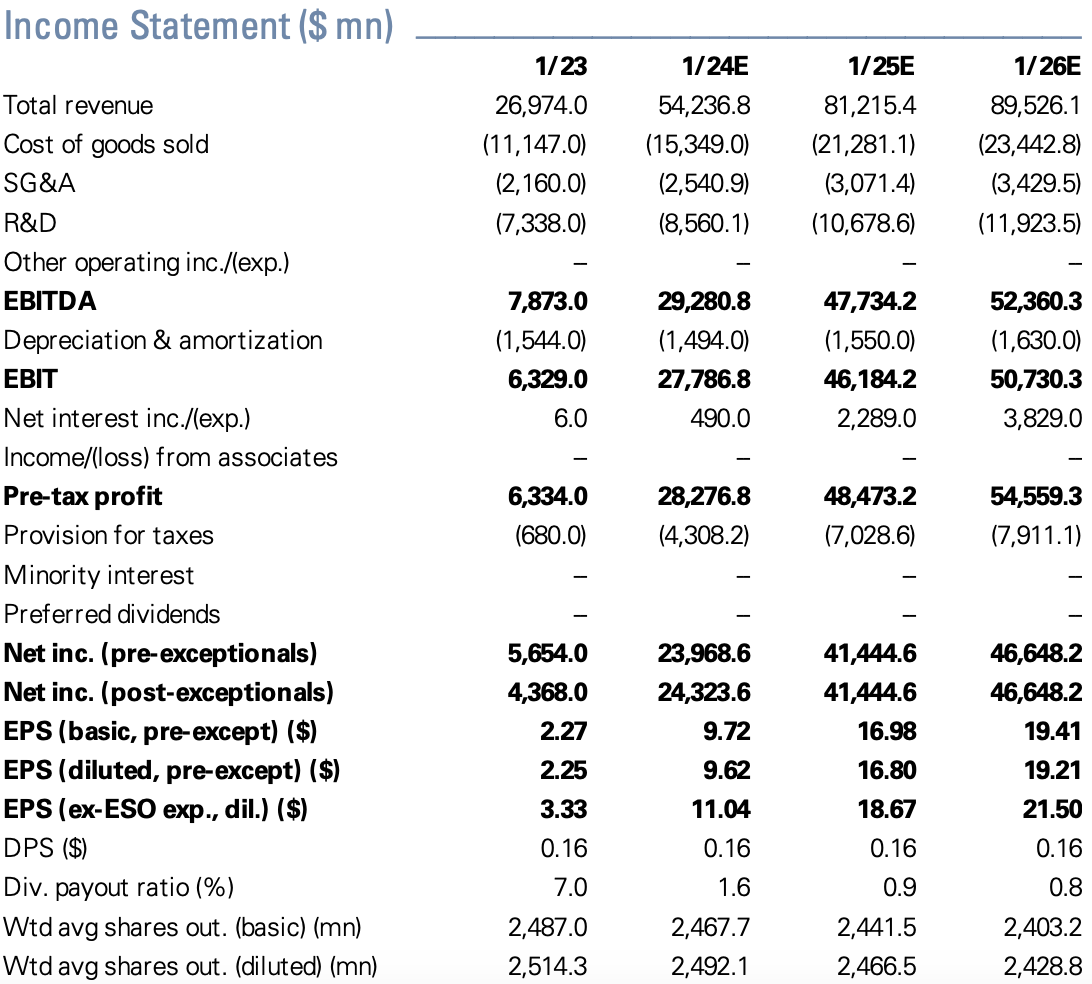 Income Statement ($ mn)
1/23 1/24E 1/25E 1/26E
Total revenue 26,974.0 54,236.8 81,215.4 89,526.1
Cost of goods sold (11,147.0) (15,349.0) (21,281.1) (23,442.8)
SG&A (2,160.0) (2,540.9) (3,071.4) (3,429.5)
R&D (7,338.0) (8,560.1) (10,678.6) (11,923.5)
Other operating inc./(exp.) – – – –
EBITDA 7,873.0 29,280.8 47,734.2 52,360.3
Depreciation & amortization (1,544.0) (1,494.0) (1,550.0) (1,630.0)
EBIT 6,329.0 27,786.8 46,184.2 50,730.3
Net interest inc./(exp.) 6.0 490.0 2,289.0 3,829.0
Income/(loss) from associates – – – –
Pre-tax profit 6,334.0 28,276.8 48,473.2 54,559.3
Provision for taxes (680.0) (4,308.2) (7,028.6) (7,911.1)
Minority interest – – – –
Preferred dividends – – – –
Net inc. (pre-exceptionals) 5,654.0 23,968.6 41,444.6 46,648.2
Net inc. (post-exceptionals) 4,368.0 24,323.6 41,444.6 46,648.2
EPS (basic, pre-except) ($) 2.27 9.72 16.98 19.41
EPS (diluted, pre-except) ($) 2.25 9.62 16.80 19.21
EPS (ex-ESO exp., dil.) ($) 3.33 11.04 18.67 21.50
DPS ($) 0.16 0.16 0.16 0.16
Div. payout ratio (%) 7.0 1.6 0.9 0.8
Wtd avg shares out. (basic) (mn) 2,487.0 2,467.7 2,441.5 2,403.2
Wtd avg shares out. (diluted) (mn) 2,514.3 2,492.1 2,466.5 2,428.8